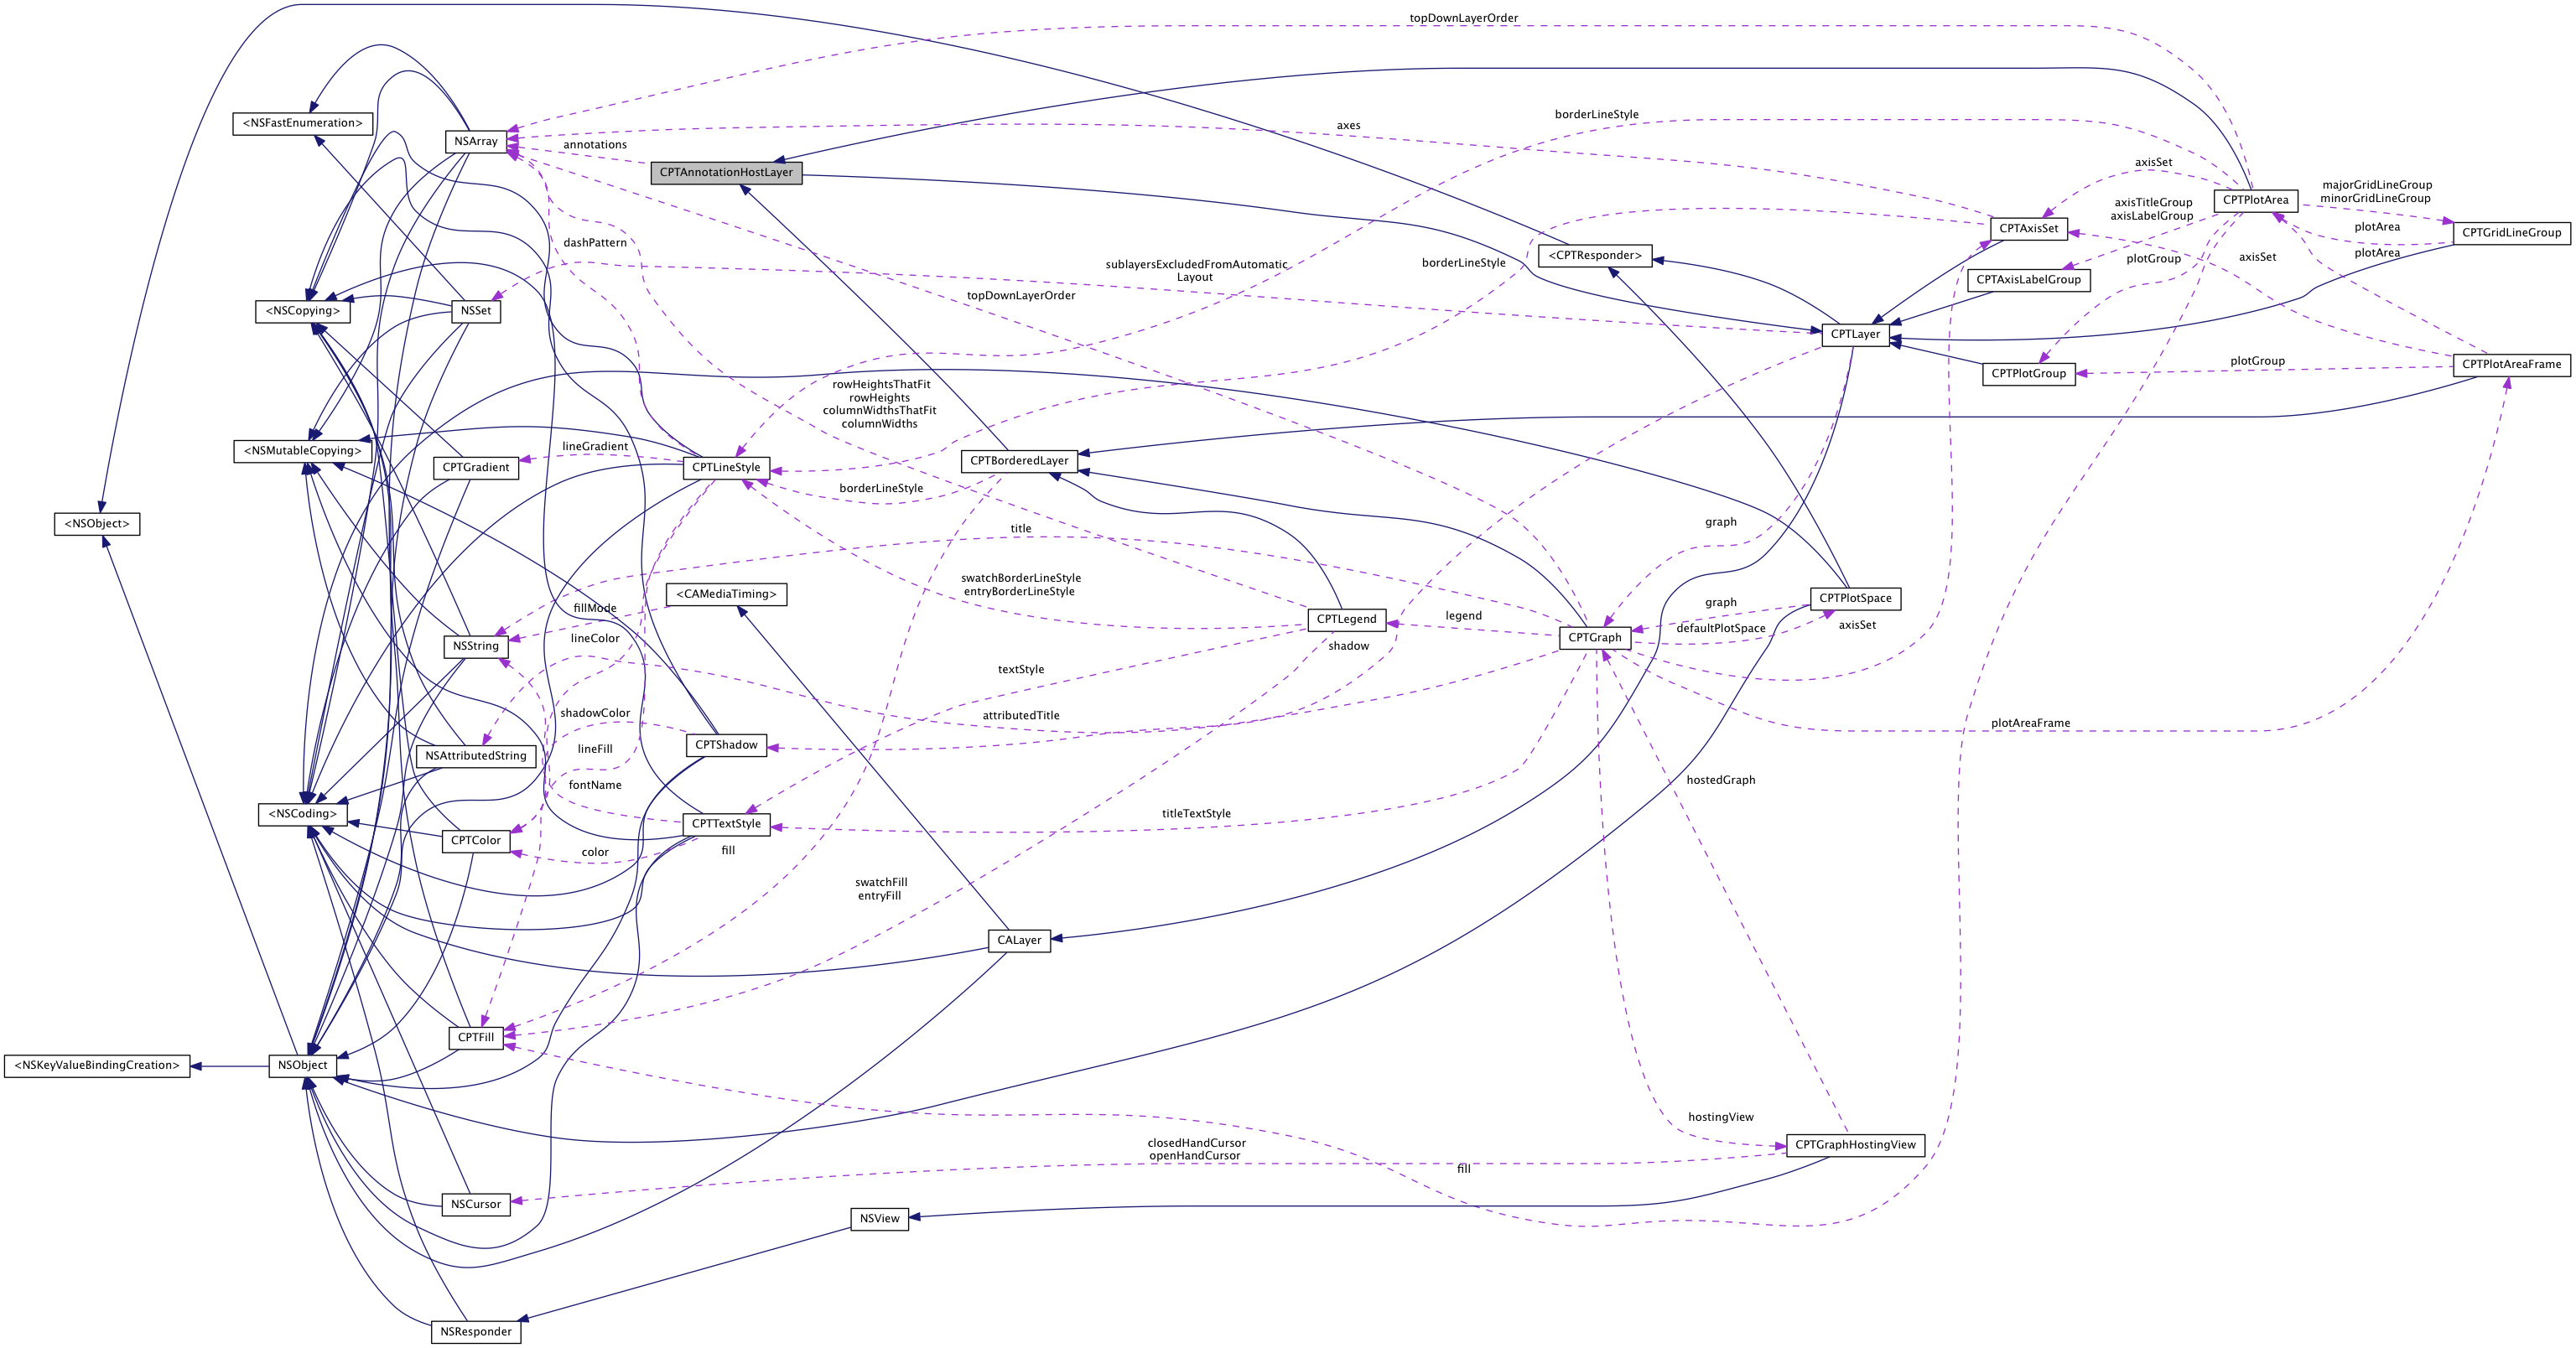 topDownLayerOrder
<NSFastEnumeration>
borderLineStyle
axes
NSArray
annotations
CPTAnnotationHostLayer
axisSet
majorGridLineGroup
minorGridLineGroup
CPTPlotArea
axisTitleGroup
axisLabelGroup
CPTAxisSet
plotArea
CPTGridLineGroup
dashPattern
<CPTResponder>
plotArea
plotGroup
axisSet
sublayersExcludedFromAutomatic
Layout
borderLineStyle
CPTAxisLabelGroup
topDownLayerOrder
<NSCopying>
NSSet
CPTLayer
plotGroup
CPTPlotAreaFrame
CPTPlotGroup
rowHeightsThatFit
rowHeights
columnWidthsThatFit
columnWidths
<NSMutableCopying>
lineGradient
CPTGradient
CPTLineStyle
CPTBorderedLayer
borderLineStyle
<NSObject>
title
graph
swatchBorderLineStyle
entryBorderLineStyle
<CAMediaTiming>
fillMode
CPTPlotSpace
graph
CPTLegend
legend
defaultPlotSpace
axisSet
lineColor
CPTGraph
NSString
shadow
textStyle
shadowColor
attributedTitle
plotAreaFrame
lineFill
CPTShadow
NSAttributedString
fontName
hostedGraph
<NSCoding>
titleTextStyle
CPTTextStyle
CPTColor
color
fill
swatchFill
entryFill
CALayer
CPTFill
<NSKeyValueBindingCreation>
NSObject
hostingView
closedHandCursor
openHandCursor
CPTGraphHostingView
fill
NSCursor
NSView
NSResponder